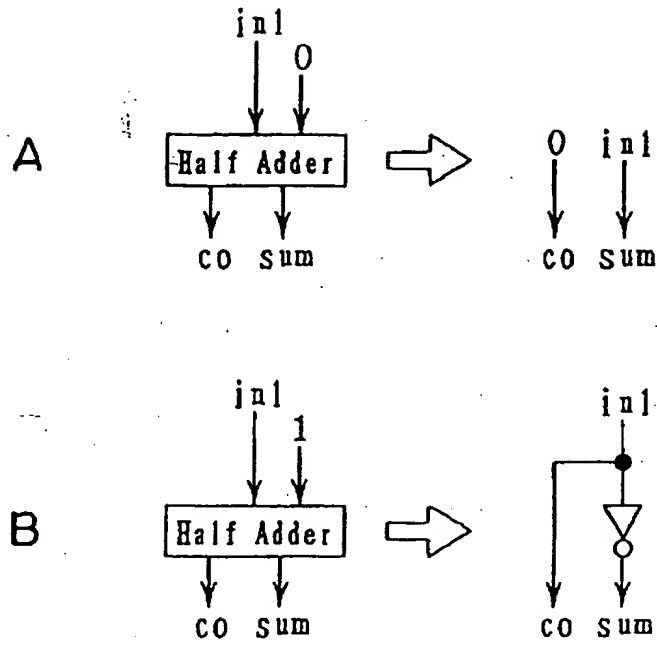 in1
0
A
Half Adder
0 in1
co sum
co sum
in1
1
in1
B
Half Adder
co sum
co sum